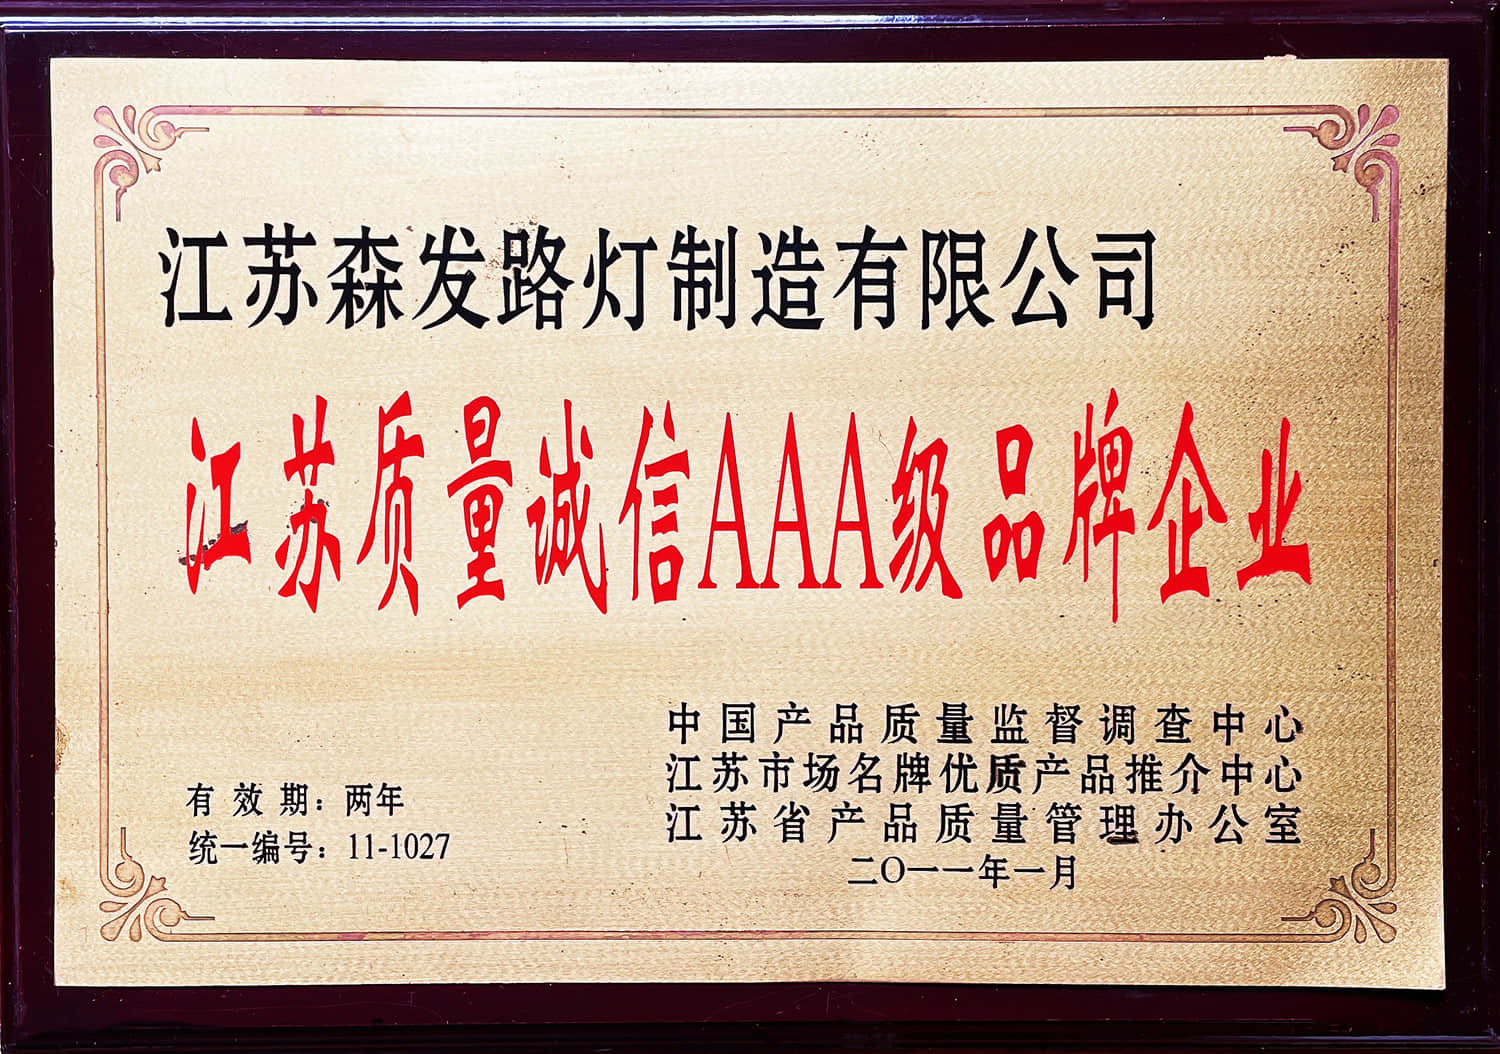 江苏森发路灯制造有限公司
江苏质量诚信AAA级品牌企业
中国产品质量监督调查中心
江苏市场名牌优质产品推介中心
江苏省产品质量管理办公室
二〇一一年一月
有效期：两年
统一编号：11-1027